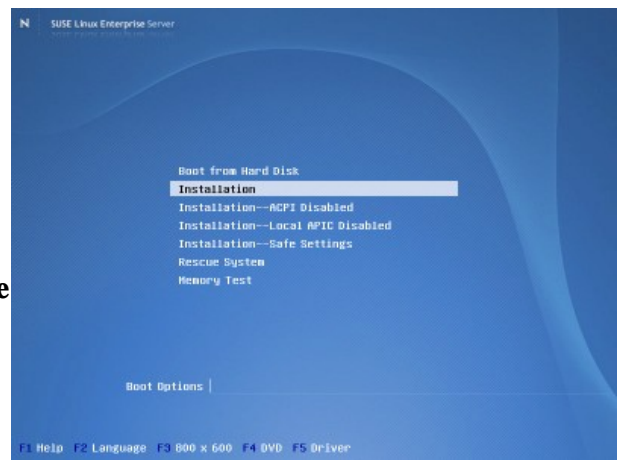 N SUSE Linux Enterprise Server
Boot from Hard Disk
Installation
Installation--ACPI Disabled
Installation--Local APIC Disabled
Installation--Safe Settings
Rescue System
e
Memory Test
Boot Options
F1 Help F2 Language F3 800 x 600 F4 DVD F5 Driver